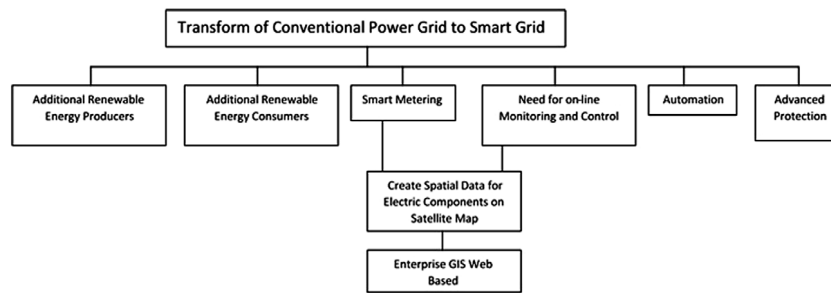 Transform of Conventional Power Grid to Smart Grid
Additional Renewable
Energy Producers
Additional Renewable
Energy Consumers
Smart Metering
Need for on-line
Monitoring and Control
Automation
Advanced
Protection
Create Spatial Data for
Electric Components on
Satellite Map
Enterprise GIS Web
Based